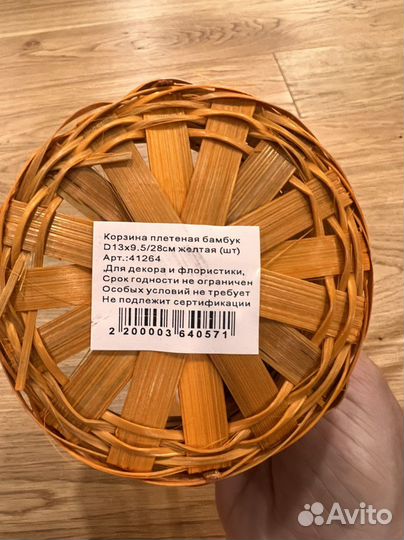 Корзина плетеная бамбук
D13x9.5/28см желтая (шт)
Арт.:41264
Для декора и флористики,
Срок годности не ограничен
Особых условий не требует
Не подлежит сертификации
2 200003 640571
Avito